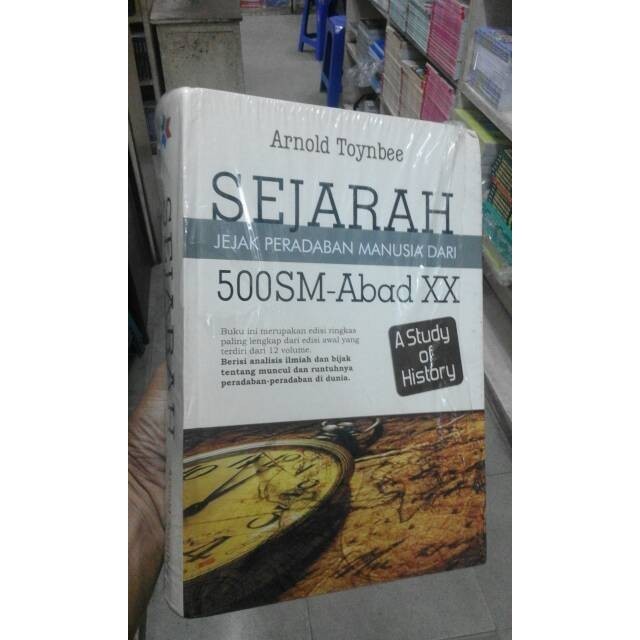 Arnold Toynbee
SEJARAH
JEJAK PERADABAN MANUSIA DARI
500SM-Abad XX
Buku ini merupakan edisi ringkas
paling lengkap dari edisi awal yang
terdiri dari 12 volume.
Berisi analisis ilmiah dan bijak
tentang muncul dan runtuhnya
peradaban-peradaban di dunia.
A Study
of
History
SEJARAH